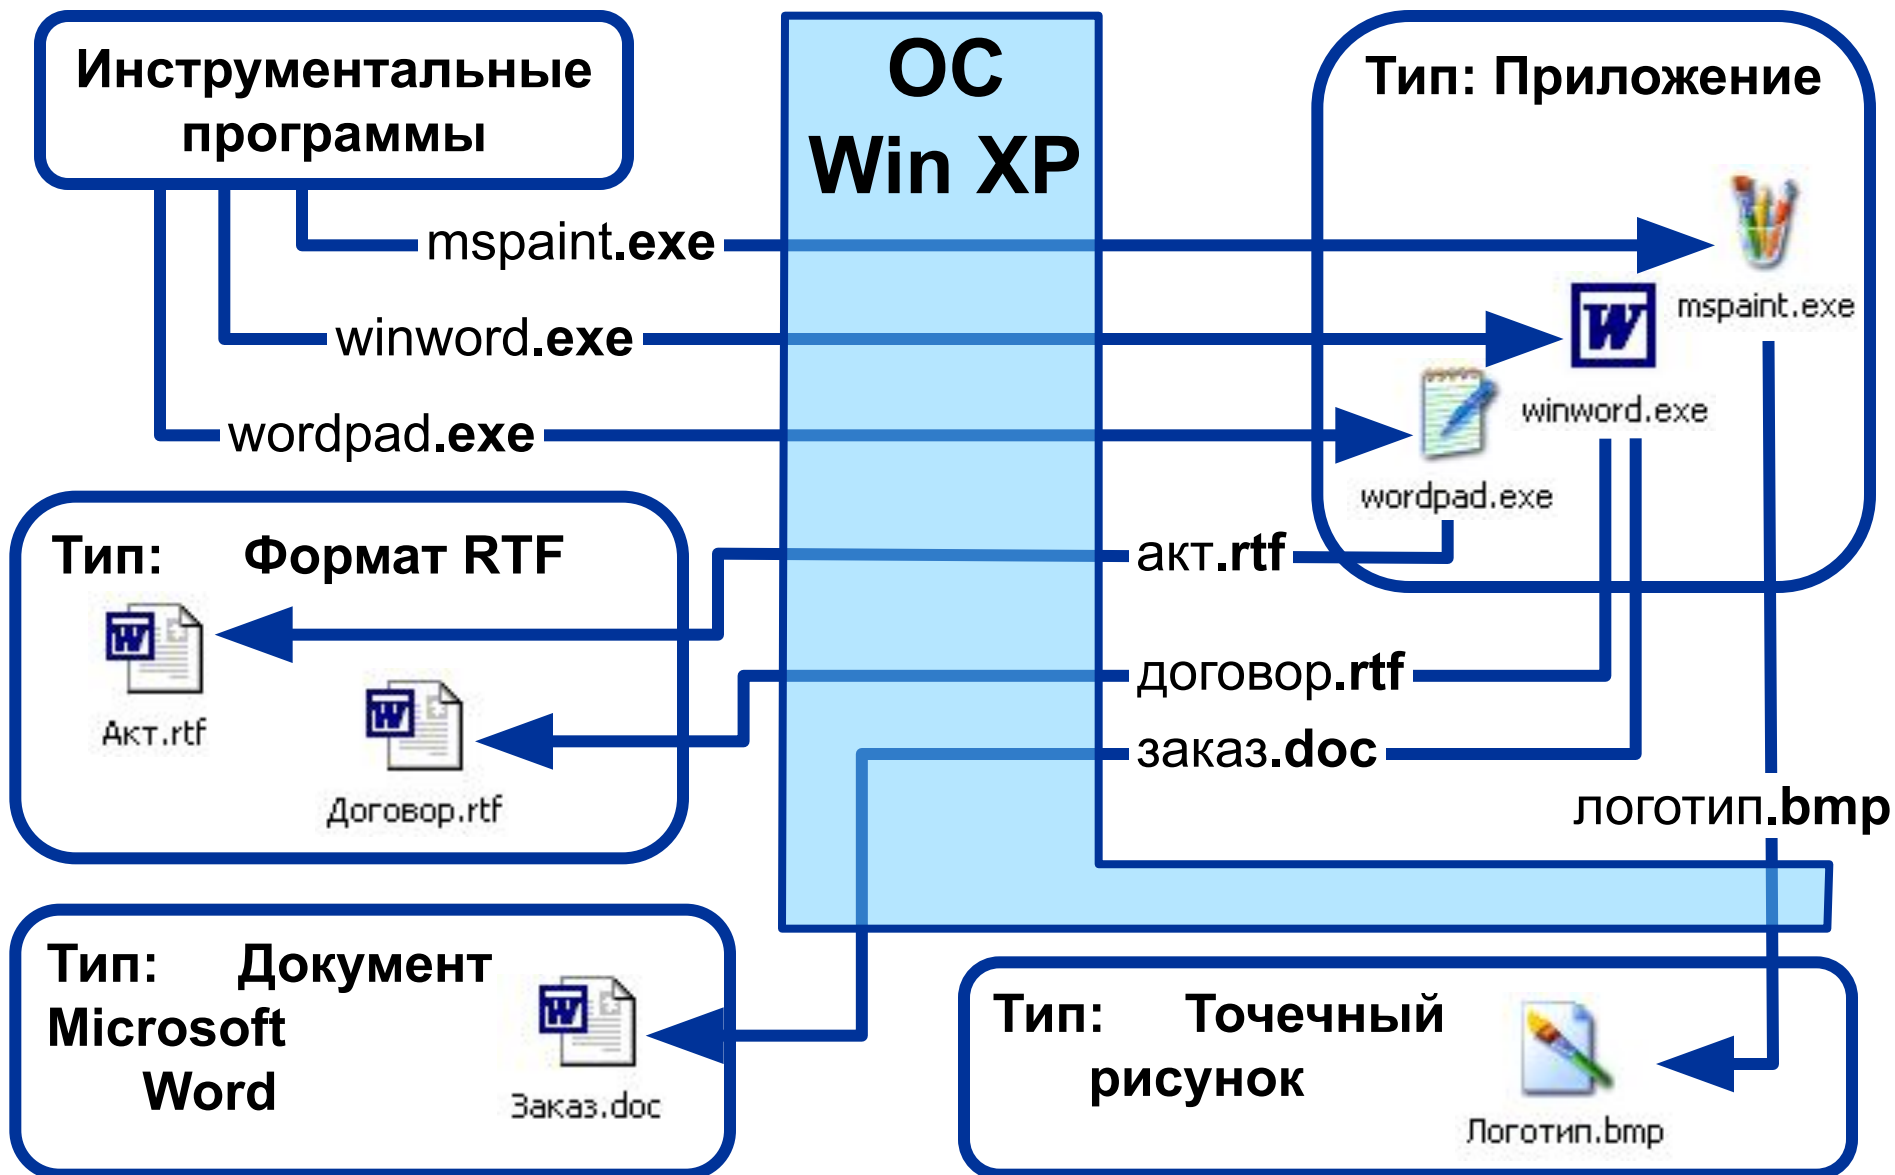 Инструментальные
программы
ОС
Win XP
Тип: Приложение
mspaint.exe
mspaint.exe
winword.exe
winword.exe
wordpad.exe
wordpad.exe
Тип: Формат RTF
акт.rtf
Акт.rtf
договор.rtf
Договор.rtf
заказ.doc
логотип.bmp
Тип: Документ
Microsoft
Word
Заказ.doc
Тип: Точечный
рисунок
Логотип.bmp